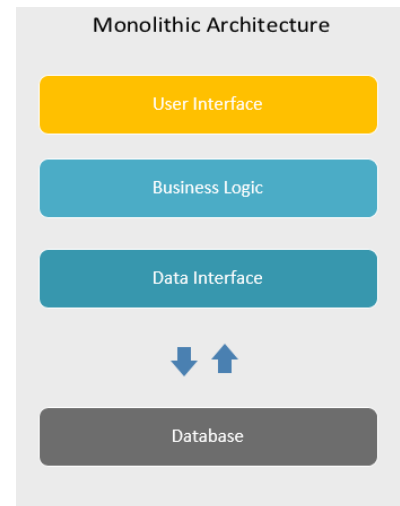 Monolithic Architecture
User Interface
Business Logic
Data Interface
Database